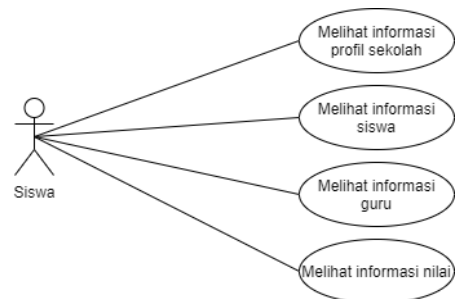 Melihat informasi
profil sekolah
Melihat informasi
siswa
Siswa
Melihat informasi
guru
Melihat informasi nilai